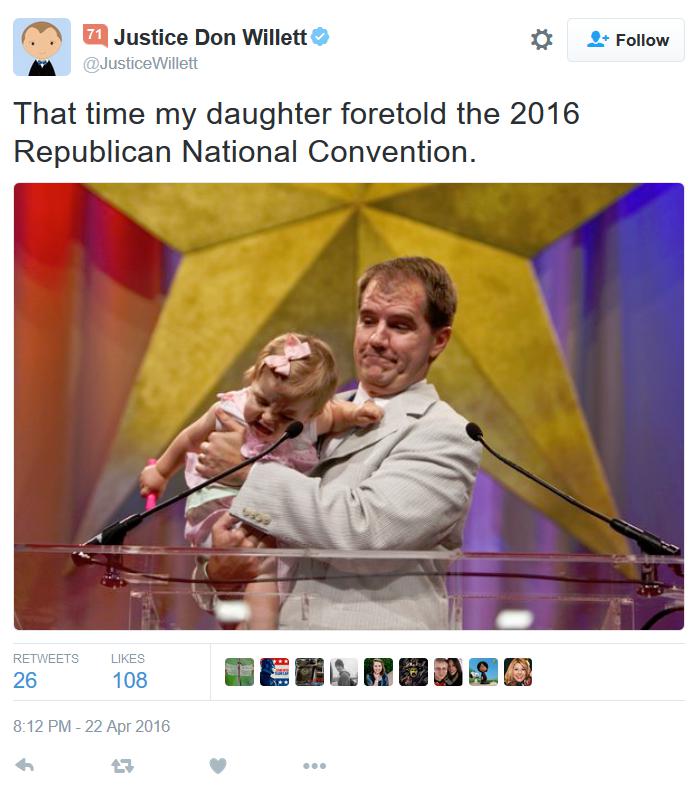 71 Justice Don Willett
@JusticeWillett
Follow
That time my daughter foretold the 2016
Republican National Convention.
RETWEETS LIKES
26 108
8:12 PM - 22 Apr 2016